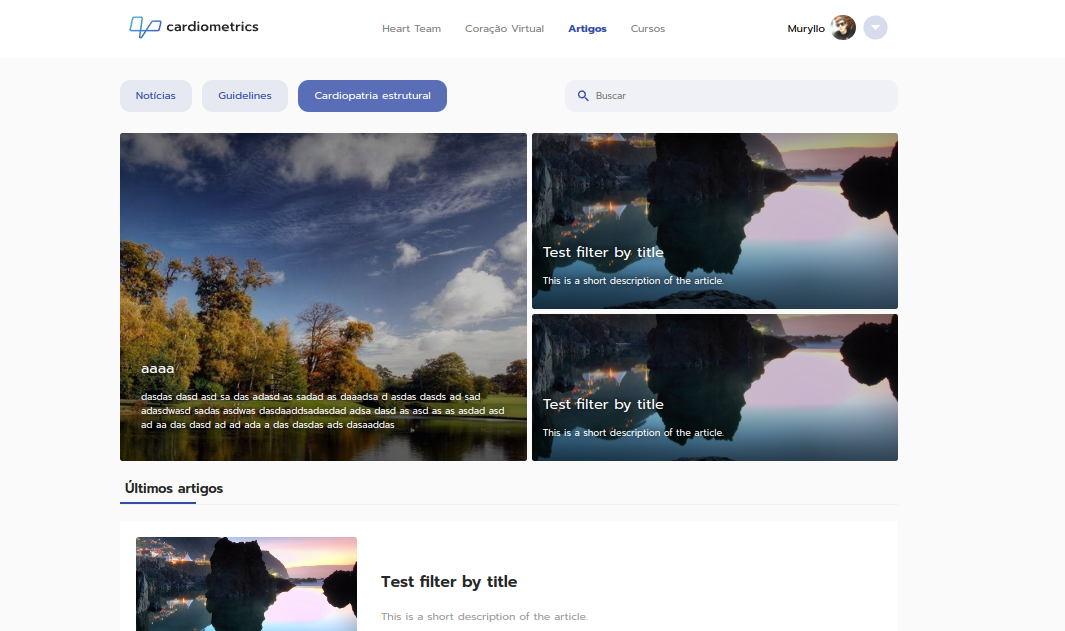 cardiometrics
Heart Team
Coração Virtual
Artigos
Cursos
Muryllo
Notícias
Guidelines
Cardiopatria estrutural
Buscar
aaaa
dasdas dasd asd sa das adasd as sadad as daaadsa d asdas dasds ad sad
adasdwasd sadas asdwas dasdaaddsadasdad adsa dasd as asd as as asdad asd
ad aa das dasd ad ad ada a das dasdas ads dasaaddas
Test filter by title
This is a short description of the article.
Test filter by title
This is a short description of the article.
Últimos artigos
Test filter by title
This is a short description of the article.